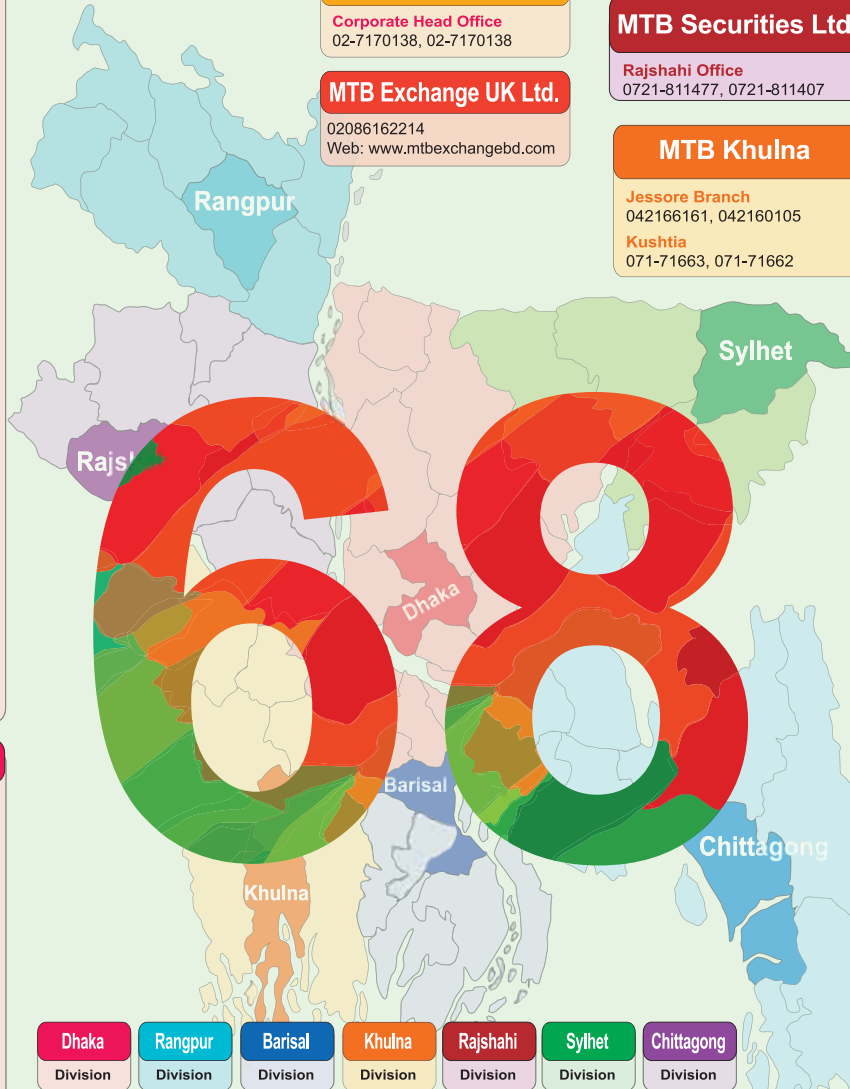 Corporate Head Office
02-7170138, 02-7170138
MTB Exchange UK Ltd.
02086162214
Web: www.mtbexchangebd.com
MTB Securities Ltd
Rajshahi Office
0721-811477, 0721-811407
MTB Khulna
Jessore Branch
042166161, 042160105
Kushtia
071-71663, 071-71662
Rangpur
Sylhet
68
Dhaka
Barisal
Chittagong
Khulna
Dhaka
Division
Rangpur
Division
Barisal
Division
Khulna
Division
Rajshahi
Division
Sylhet
Division
Chittagong
Division